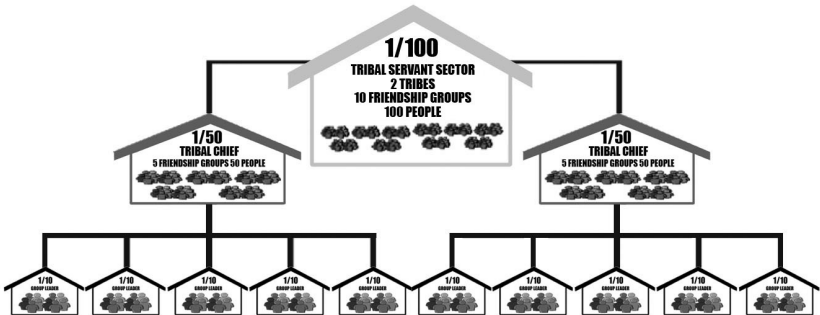 1/100
TRIBAL SERVANT SECTOR
2 TRIBES
10 FRIENDSHIP GROUPS
100 PEOPLE
1/50
TRIBAL CHIEF
5 FRIENDSHIP GROUPS 50 PEOPLE
1/50
TRIBAL CHIEF
5 FRIENDSHIP GROUPS 50 PEOPLE
1/10
GROUP LEADER
1/10
GROUP LEADER
1/10
GROUP LEADER
1/10
GROUP LEADER
1/10
GROUP LEADER
1/10
GROUP LEADER
1/10
GROUP LEADER
1/10
GROUP LEADER
1/10
GROUP LEADER
1/10
GROUP LEADER